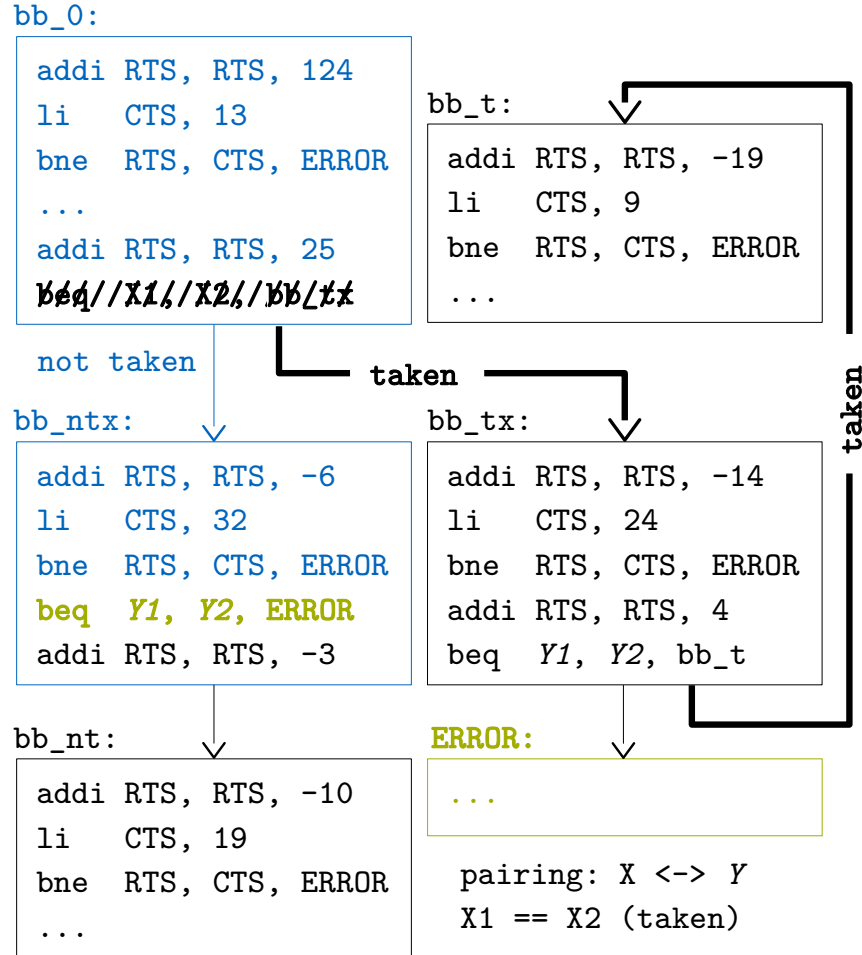 bb_0:
addi RTS, RTS, 124
li CTS, 13
bne RTS, CTS, ERROR
...
addi RTS, RTS, 25
beq X1, X2, bb_tx
not taken
taken
bb_t:
addi RTS, RTS, -19
li CTS, 9
bne RTS, CTS, ERROR
...
taken
bb_ntx:
addi RTS, RTS, -6
li CTS, 32
bne RTS, CTS, ERROR
beq Y1, Y2, ERROR
addi RTS, RTS, -3
bb_tx:
addi RTS, RTS, -14
li CTS, 24
bne RTS, CTS, ERROR
addi RTS, RTS, 4
beq Y1, Y2, bb_t
bb_nt:
addi RTS, RTS, -10
li CTS, 19
bne RTS, CTS, ERROR
...
ERROR:
...
pairing: X <-> Y
X1 == X2 (taken)